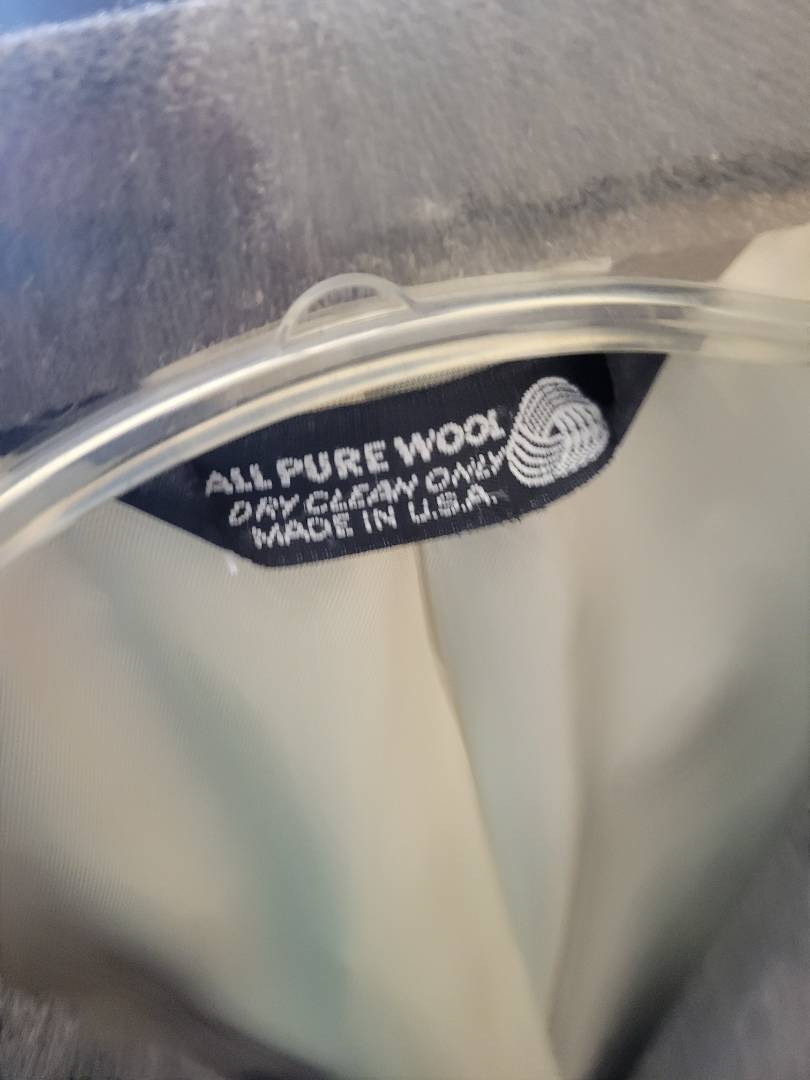 ALL PURE WOOL
DRY CLEAN ONLY
MADE IN U.S.A.